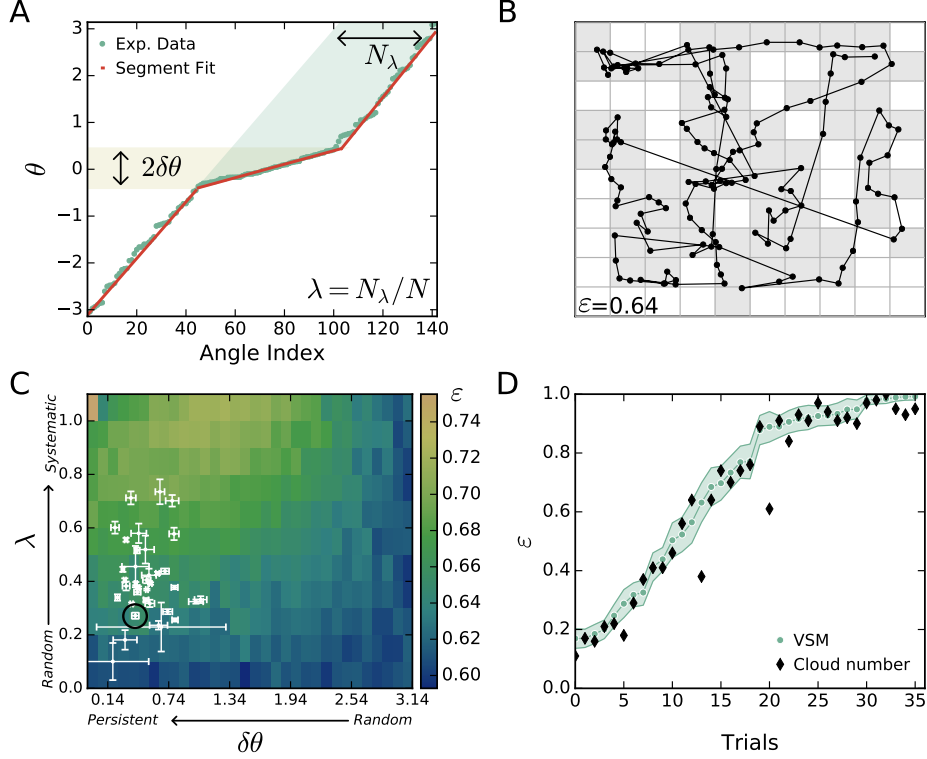 A
θ
3
2
1
0
−1
−2
−3
Exp. Data
Segment Fit
N_λ
2δθ
λ = N_λ/N
0 20 40 60 80 100 120 140
Angle Index
B
ε=0.64
C
λ
Random
Systematic
1.0
0.8
0.6
0.4
0.2
0.0
0.14 0.74 1.34 1.94 2.54 3.14
Persistent
Random
δθ
ε
0.74
0.72
0.70
0.68
0.66
0.64
0.62
0.60
D
ε
1.0
0.8
0.6
0.4
0.2
0.0
VSM
Cloud number
0 5 10 15 20 25 30 35
Trials